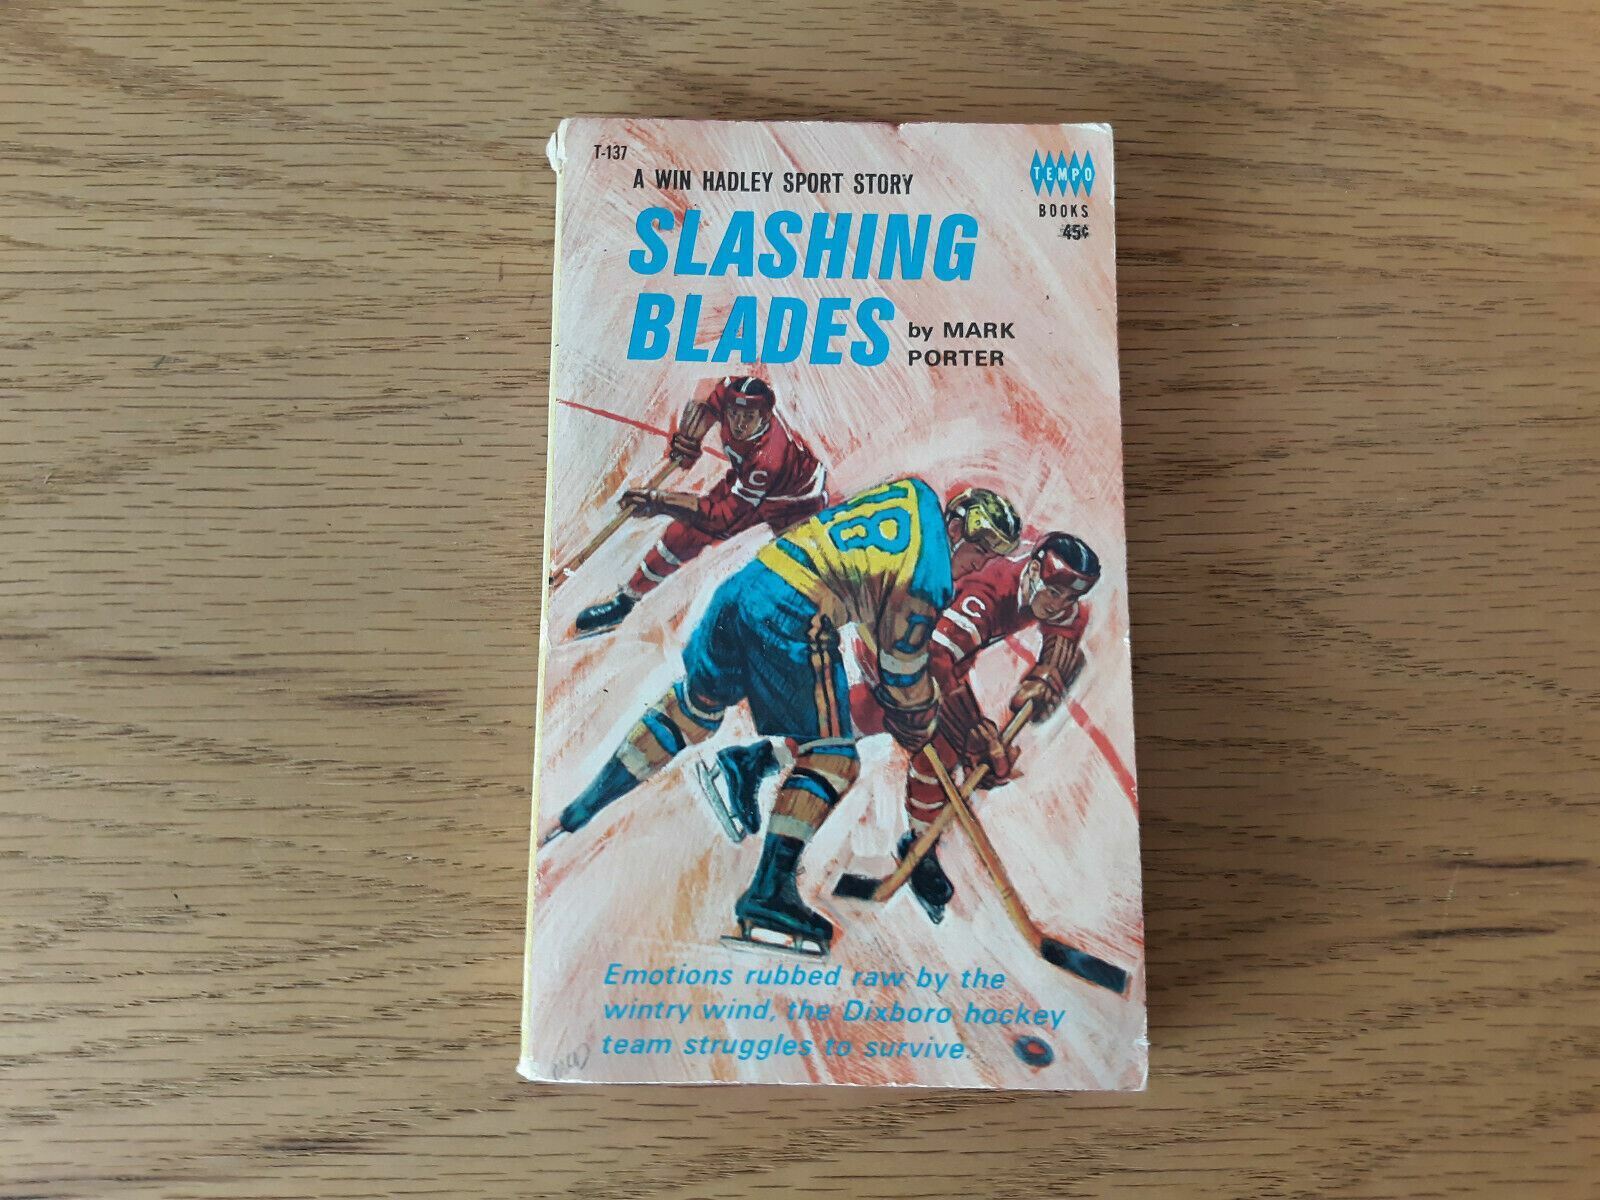 T-137
A WIN HADLEY SPORT STORY
TEMPO
BOOKS
45¢
SLASHING
BLADES
by MARK
PORTER
C
18
D
C
Emotions rubbed raw by the
wintry wind, the Dixboro hockey
team struggles to survive.